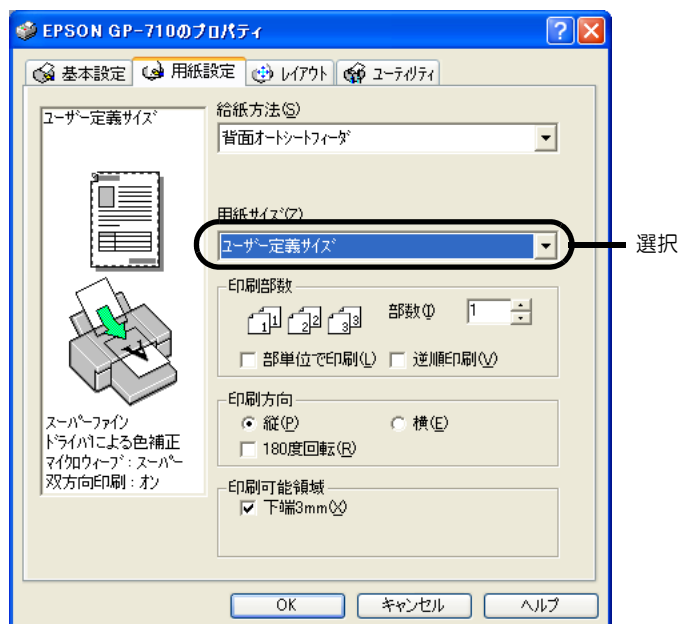 EPSON GP-710のプロパティ
基本設定 用紙設定 レイアウト ユーティリティ
ユーザー定義サイズ
給紙方法(S)
背面オートシートフィーダ
用紙サイズ(Z)
ユーザー定義サイズ
選択
印刷部数
1 1 2 2 3 3
部数(I) 1
部単位で印刷(L) 逆順印刷(V)
印刷方向
縦(P) 横(E)
180度回転(R)
印刷可能領域
下端3mm(X)
A
スーパーファイン
ドライバによる色補正
マイクロウィーブ:スーパー
双方向印刷:オン
OK キャンセル ヘルプ